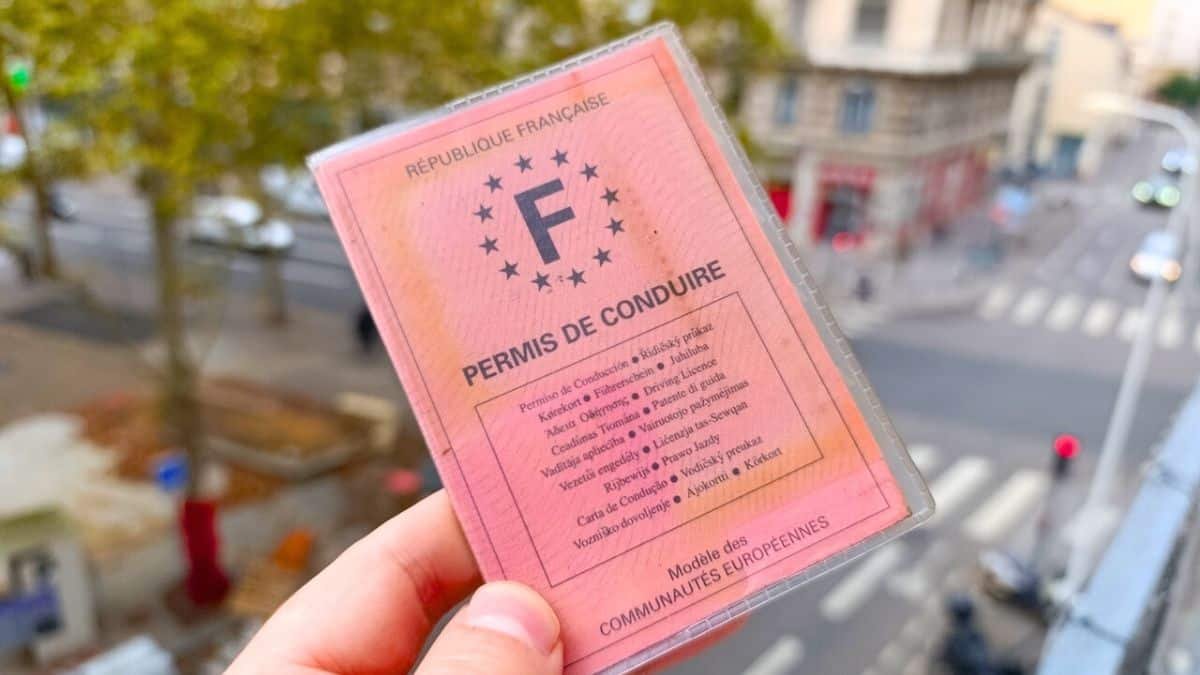 RÉPUBLIQUE FRANÇAISE
F
PERMIS DE CONDUIRE
Permiso de Conducción ● Řidičský průkaz
Kørekort ● Führerschein ● Juhiluba
Άδεια Οδήγησης ● Driving Licence
Ceadúnas Tiomána ● Patente di guida
Vadītāja apliecība ● Vairuotojo pažymėjimas
Vezetői engedély ● Liċenzja tas-Sewqan
Rijbewijs ● Prawo Jazdy
Carta de Condução ● Vodičský preukaz
Vozniško dovoljenje ● Ajokortti ● Körkort
Modèle des
COMMUNAUTÉS EUROPÉENNES